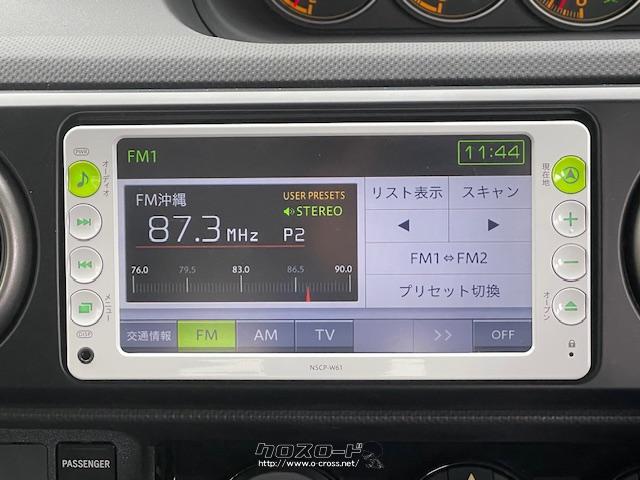 PWR
オーディオ
メニュー
DISP
FM1
11:44
FM沖縄
USER PRESETS
STEREO
87.3 MHz P2
76.0 79.5 83.0 86.5 90.0
リスト表示 スキャン
◀ ▶
FM1⇔FM2
プリセット切換
交通情報 FM AM TV >> OFF
現在地
オープン
NSCP-W61
PASSENGER
クロスロード
http://www.o-cross.net/